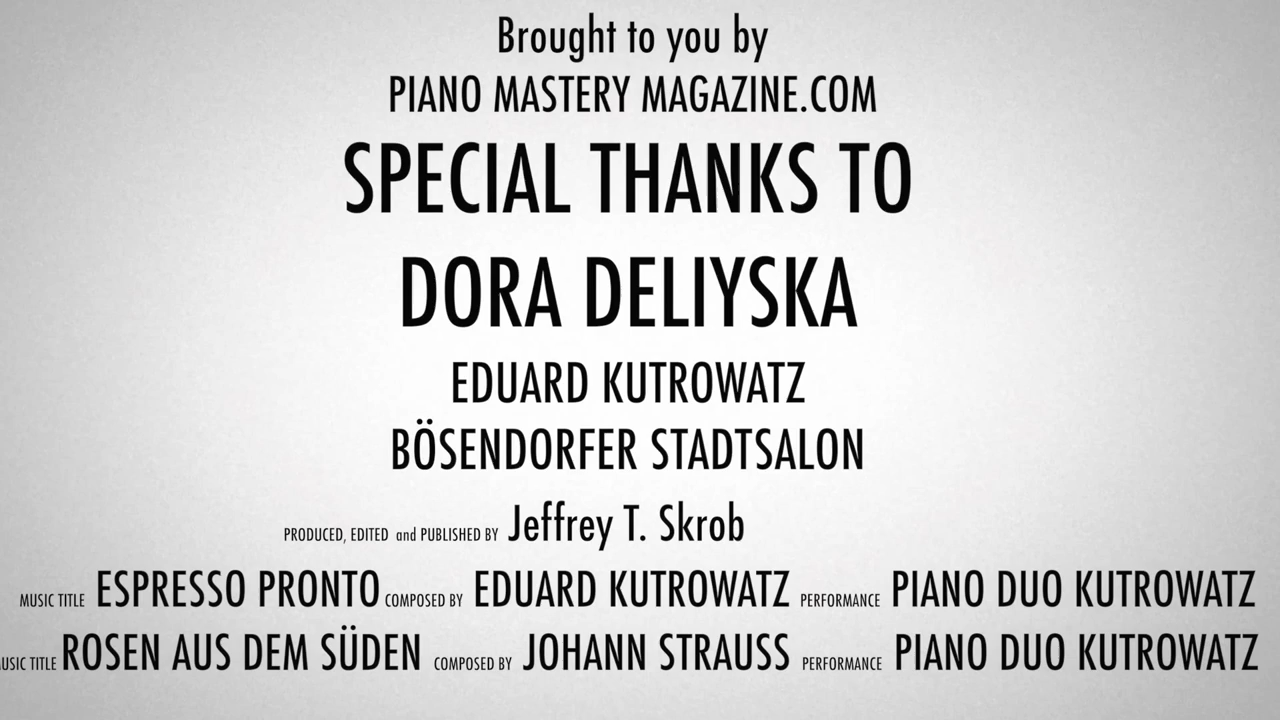 Brought to you by
PIANO MASTERY MAGAZINE.COM
SPECIAL THANKS TO
DORA DELIYSKA
EDUARD KUTROWATZ
BÖSENDORFER STADTSALON
PRODUCED, EDITED and PUBLISHED BY Jeffrey T. Skrob
MUSIC TITLE ESPRESSO PRONTO COMPOSED BY EDUARD KUTROWATZ PERFORMANCE PIANO DUO KUTROWATZ
USIC TITLE ROSEN AUS DEM SÜDEN COMPOSED BY JOHANN STRAUSS PERFORMANCE PIANO DUO KUTROWATZ